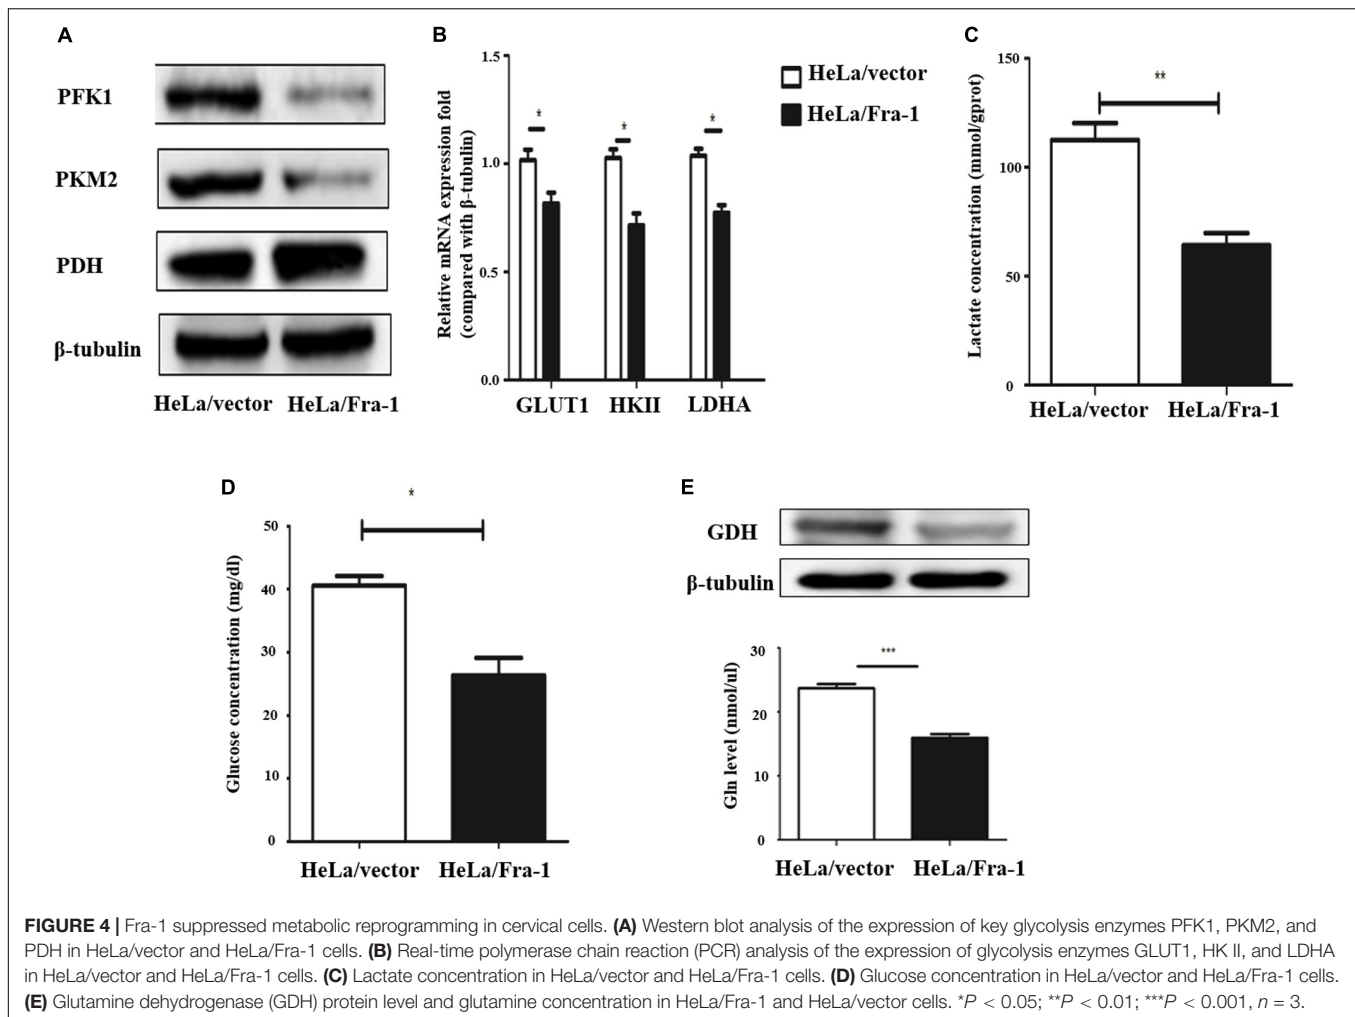 A
PFK1
PKM2
PDH
β-tubulin
HeLa/vector HeLa/Fra-1
B
Relative mRNA expression fold
(compared with β-tubulin)
1.5
1.0
0.5
0.0
*
*
*
GLUT1 HKII LDHA
HeLa/vector
HeLa/Fra-1
C
Lactate concentration (mmol/gprot)
150
100
50
0
**
HeLa/vector HeLa/Fra-1
D
Glucose concentration (mg/dl)
50
40
30
20
10
0
*
HeLa/vector HeLa/Fra-1
E
GDH
β-tubulin
Gln level (nmol/ul)
30
20
10
0
***
HeLa/vector HeLa/Fra-1
FIGURE 4 | Fra-1 suppressed metabolic reprogramming in cervical cells. (A) Western blot analysis of the expression of key glycolysis enzymes PFK1, PKM2, and
PDH in HeLa/vector and HeLa/Fra-1 cells. (B) Real-time polymerase chain reaction (PCR) analysis of the expression of glycolysis enzymes GLUT1, HK II, and LDHA
in HeLa/vector and HeLa/Fra-1 cells. (C) Lactate concentration in HeLa/vector and HeLa/Fra-1 cells. (D) Glucose concentration in HeLa/vector and HeLa/Fra-1 cells.
(E) Glutamine dehydrogenase (GDH) protein level and glutamine concentration in HeLa/Fra-1 and HeLa/vector cells. *P < 0.05; **P < 0.01; ***P < 0.001, n = 3.